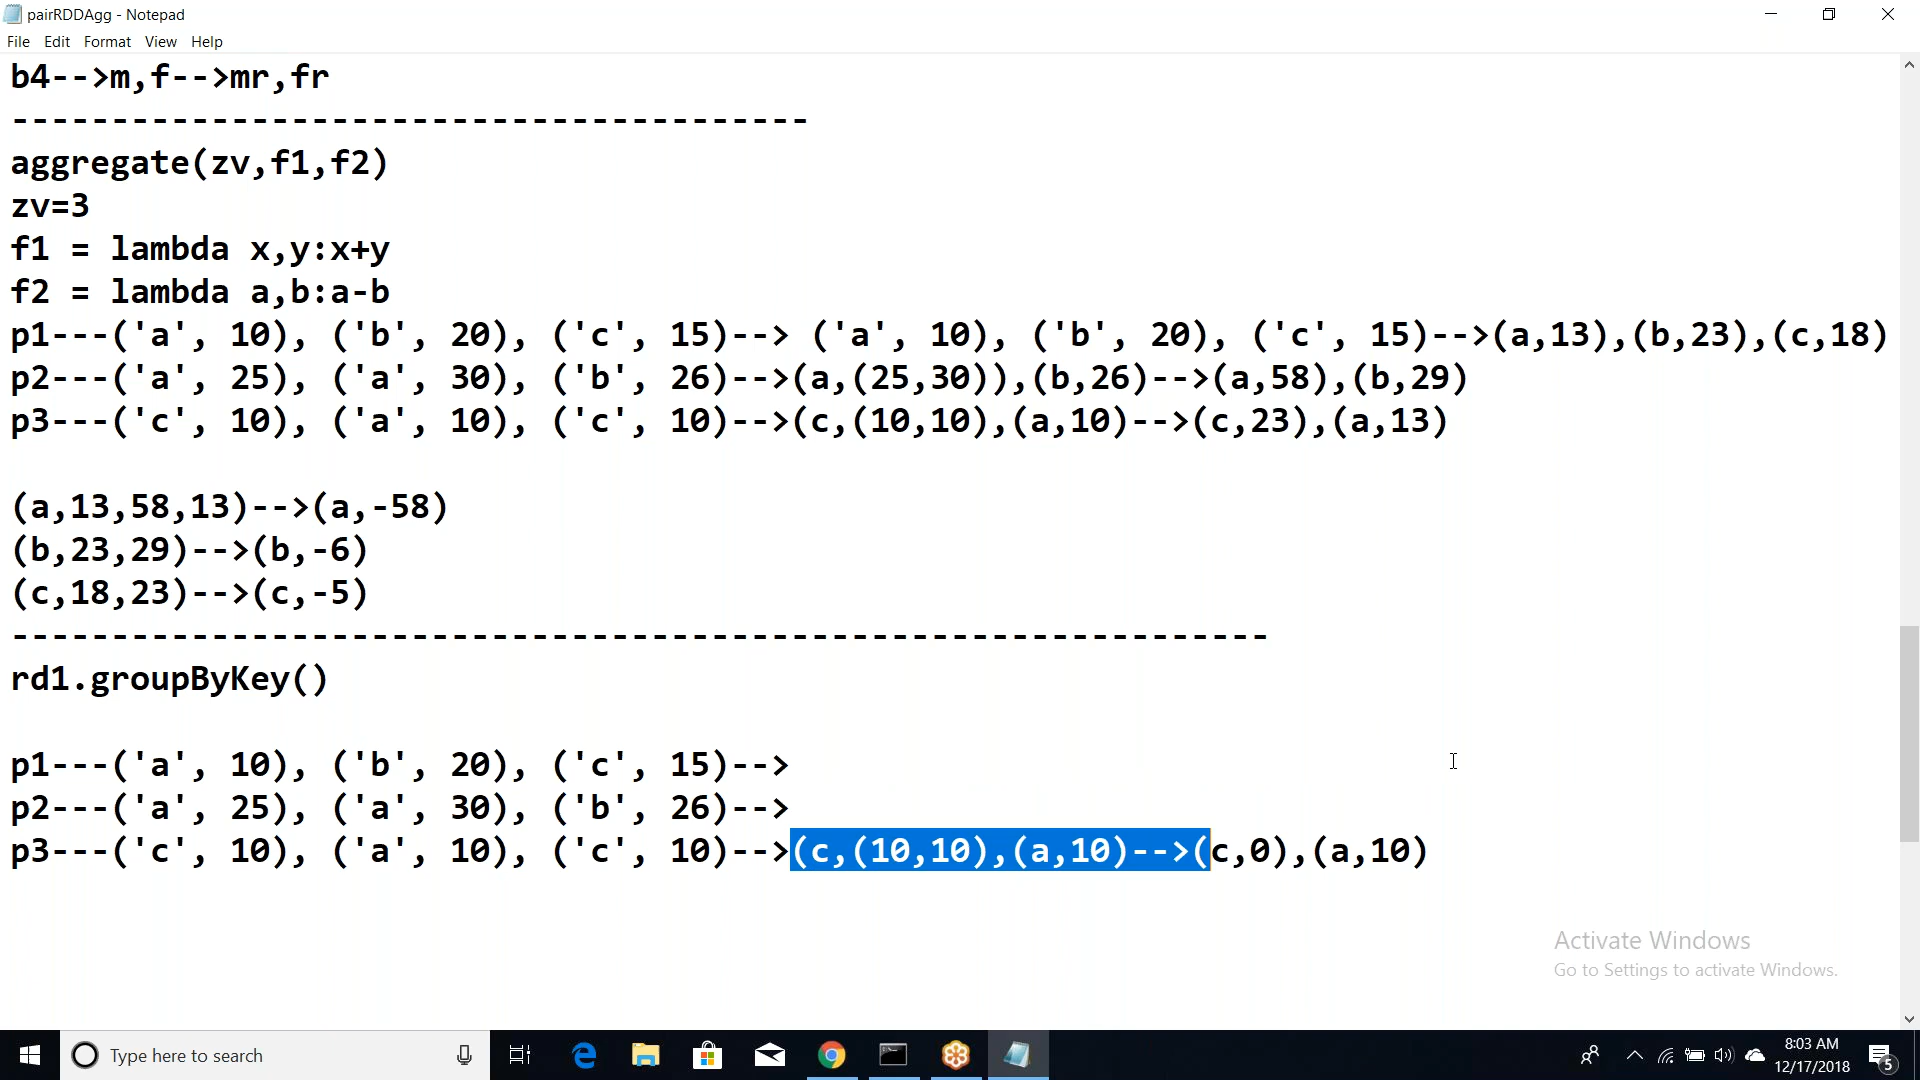 pairRDDAgg - Notepad
File Edit Format View Help
b4-->m,f-->mr,fr
----------------------------------------
aggregate(zv,f1,f2)
zv=3
f1 = lambda x,y:x+y
f2 = lambda a,b:a-b
p1---('a', 10), ('b', 20), ('c', 15)--> ('a', 10), ('b', 20), ('c', 15)-->(a,13),(b,23),(c,18)
p2---('a', 25), ('a', 30), ('b', 26)-->(a,(25,30)),(b,26)-->(a,58),(b,29)
p3---('c', 10), ('a', 10), ('c', 10)-->(c,(10,10),(a,10)-->(c,23),(a,13)
(a,13,58,13)-->(a,-58)
(b,23,29)-->(b,-6)
(c,18,23)-->(c,-5)
---------------------------------------------------------------
rd1.groupByKey()
p1---('a', 10), ('b', 20), ('c', 15)-->
p2---('a', 25), ('a', 30), ('b', 26)-->
p3---('c', 10), ('a', 10), ('c', 10)-->(c,(10,10),(a,10)-->(c,0),(a,10)
Activate Windows
Go to Settings to activate Windows.
Type here to search
8:03 AM
12/17/2018
5